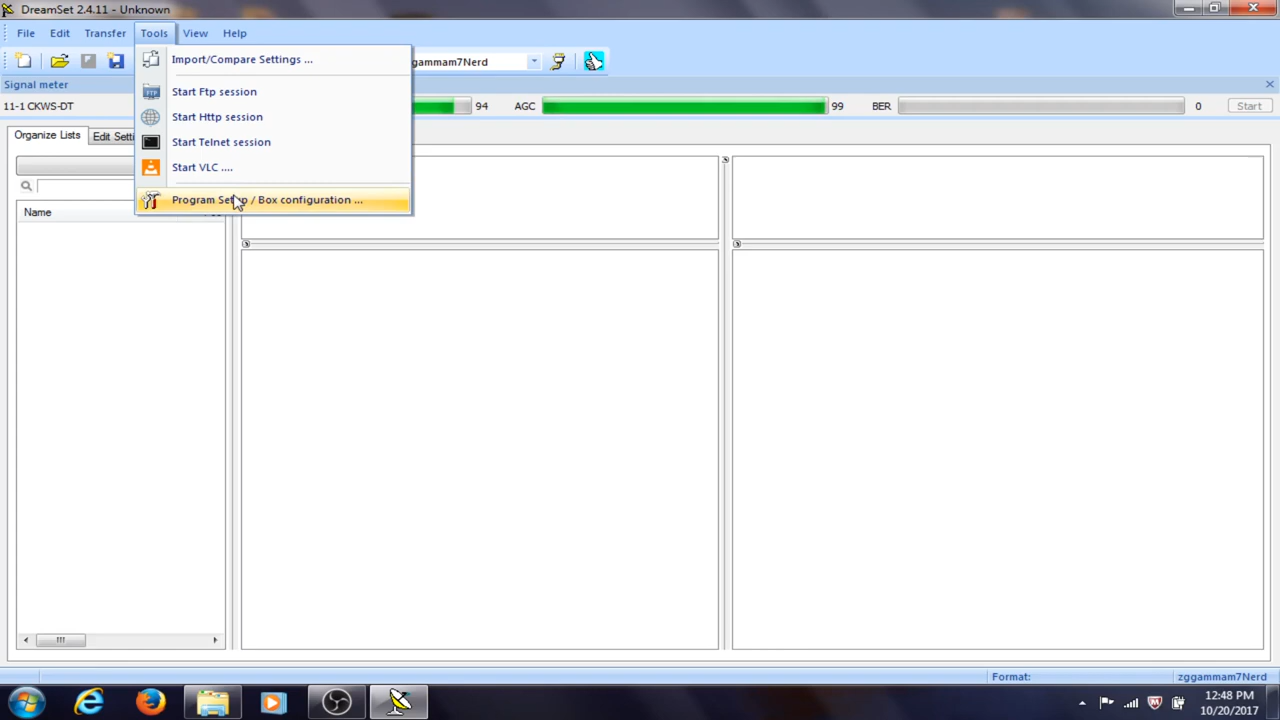 DreamSet 2.4.11 - Unknown
File Edit Transfer Tools View Help
Import/Compare Settings ...
zggammam7Nerd
Signal meter
Start Ftp session
11-1 CKWS-DT
94 AGC 99 BER 0 Start
Start Http session
Organize Lists
Edit Setti
Start Telnet session
Start VLC ....
Program Setup / Box configuration ...
Name
Format:
zggammam7Nerd
12:48 PM
10/20/2017